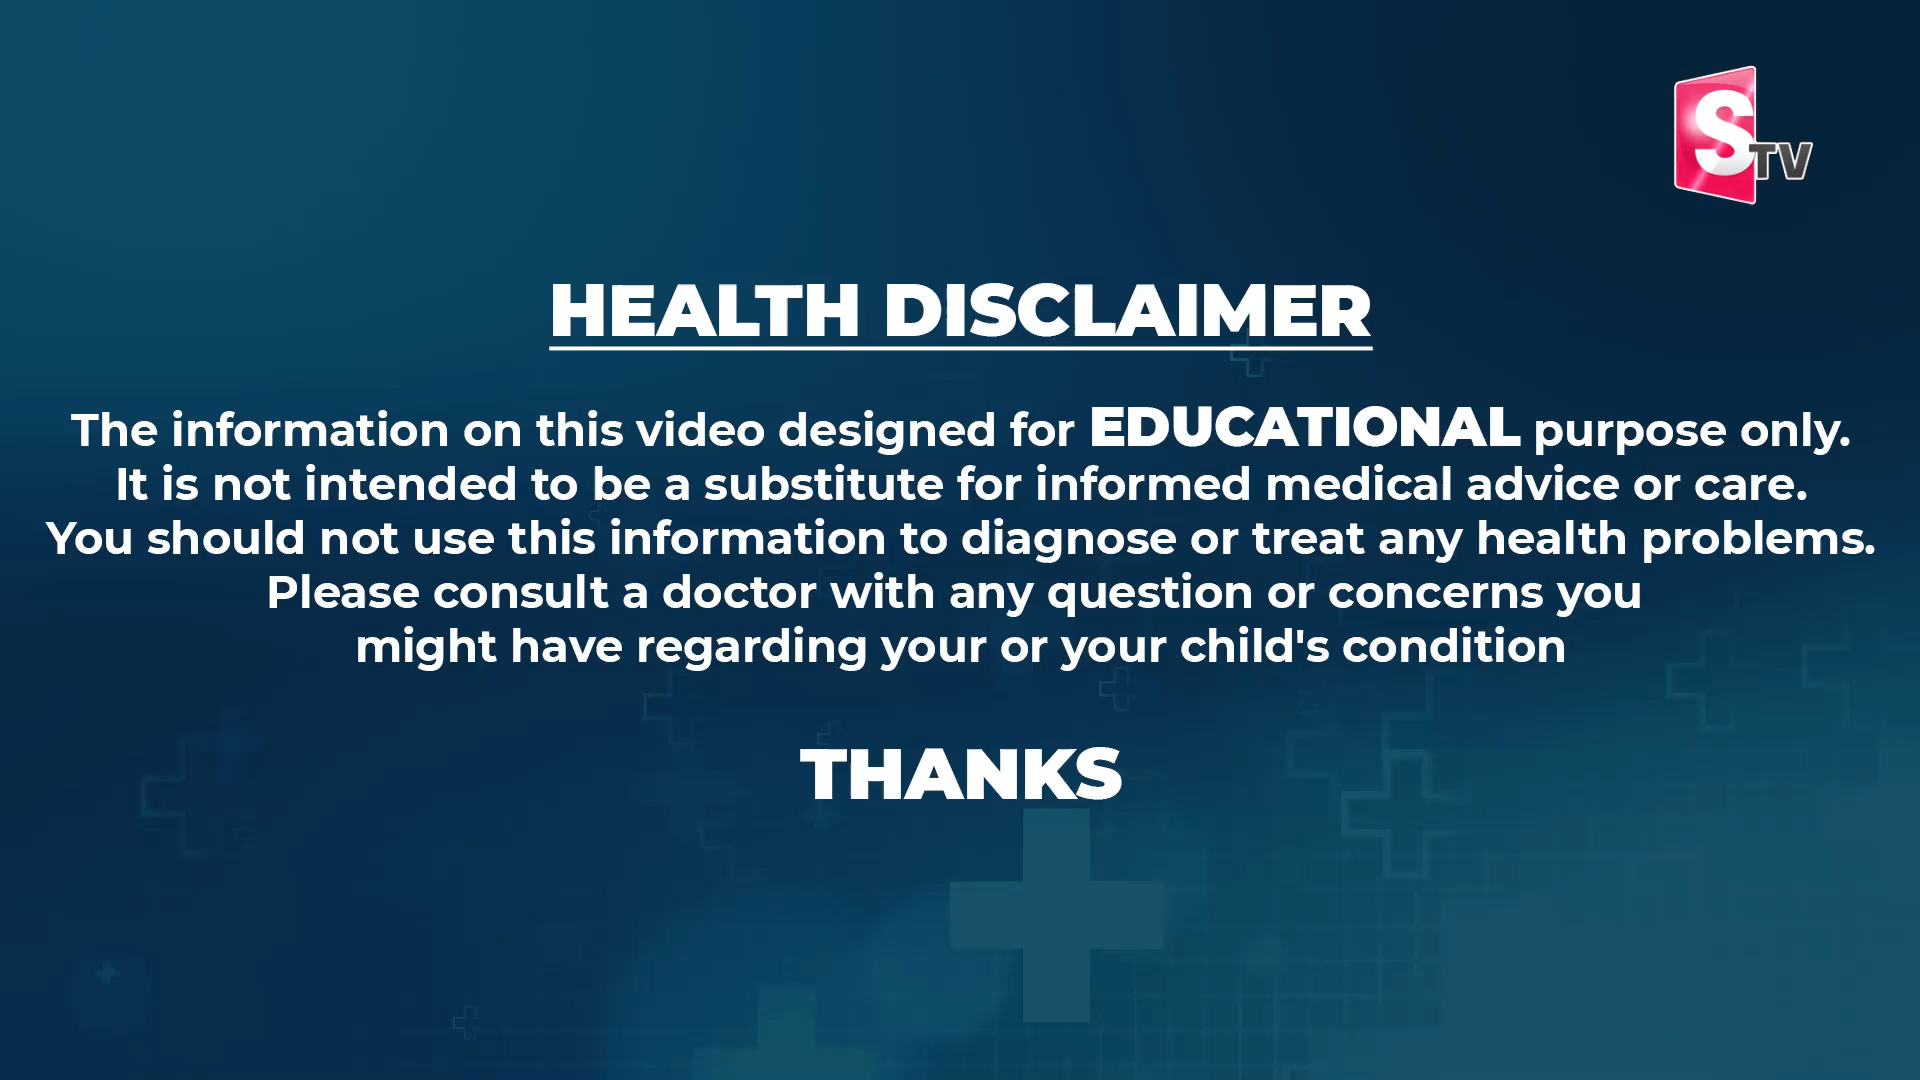 STV
HEALTH DISCLAIMER
The information on this video designed for EDUCATIONAL purpose only.
It is not intended to be a substitute for informed medical advice or care.
You should not use this information to diagnose or treat any health problems.
Please consult a doctor with any question or concerns you
might have regarding your or your child's condition
THANKS